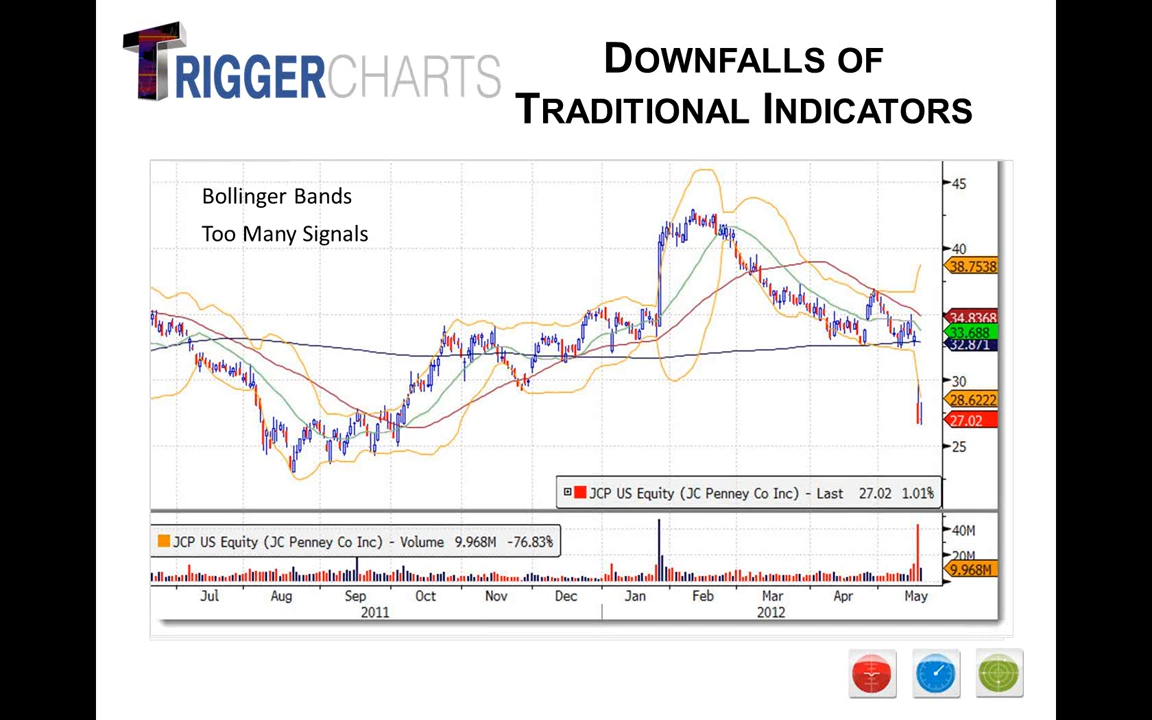 TRIGGERCHARTS
DOWNFALLS OF
TRADITIONAL INDICATORS
Bollinger Bands
Too Many Signals
45
40
38.7538
34.8368
33.688
32.871
30
28.6222
27.02
25
JCP US Equity (JC Penney Co Inc) - Last 27.02 1.01%
JCP US Equity (JC Penney Co Inc) - Volume 9.968M -76.83%
40M
20M
9.968M
Jul Aug Sep Oct Nov Dec Jan Feb Mar Apr May
2011 2012